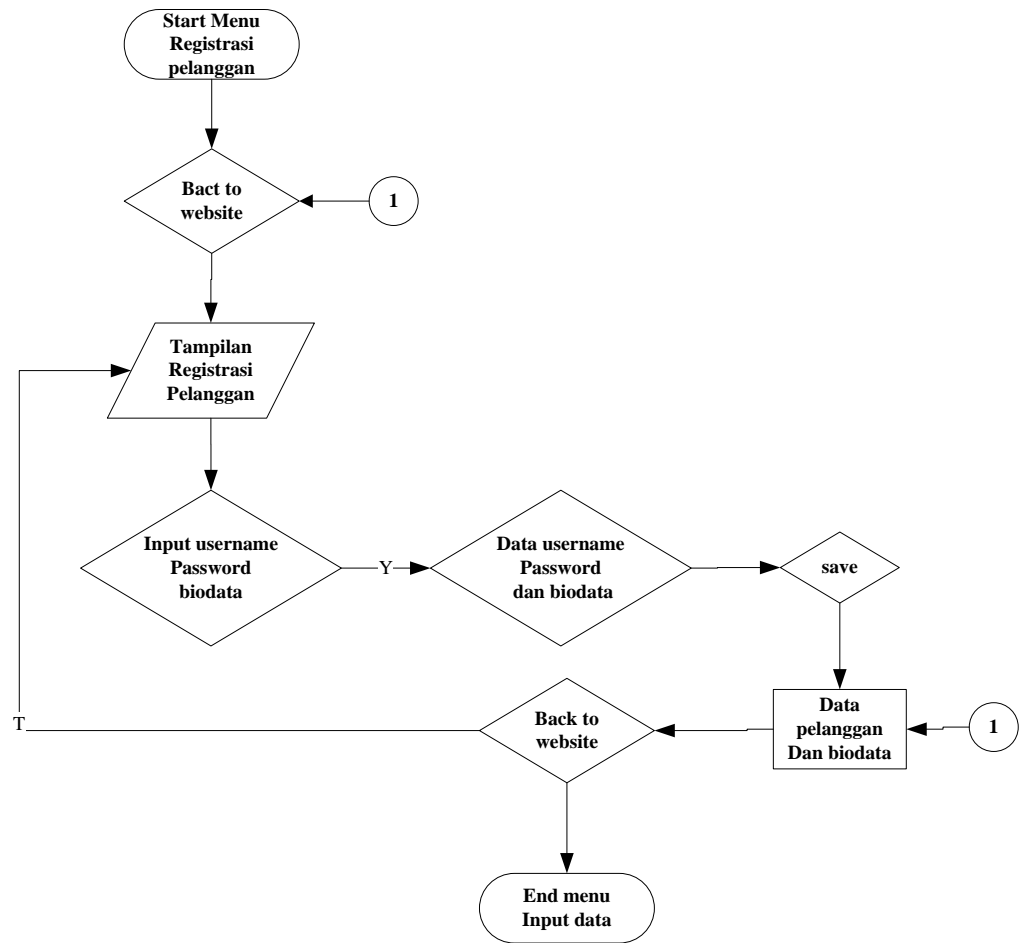 Start Menu
Registrasi
pelanggan
Bact to
website
1
Tampilan
Registrasi
Pelanggan
Input username
Password
biodata
Y
Data username
Password
dan biodata
save
Data
pelanggan
Dan biodata
1
Back to
website
T
End menu
Input data